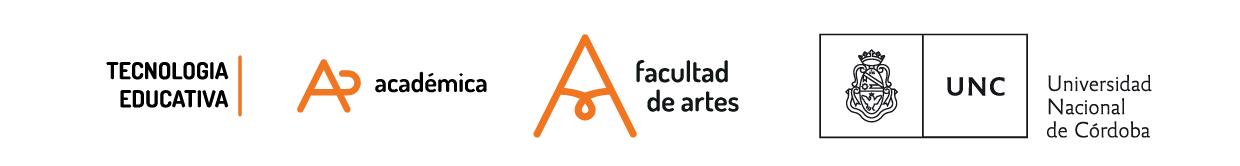 TECNOLOGIA
EDUCATIVA
académica
facultad
de artes
UNC
Universidad
Nacional
de Córdoba